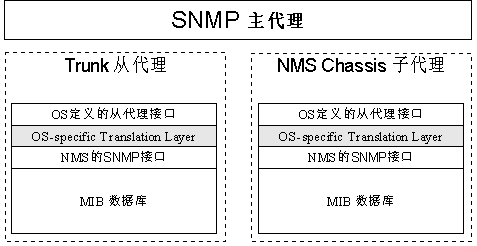 SNMP 主代理
Trunk 从代理
OS定义的从代理接口
OS-specific Translation Layer
NMS的SNMP接口
MIB 数据库
NMS Chassis 子代理
OS定义的从代理接口
OS-specific Translation Layer
NMS的SNMP接口
MIB 数据库